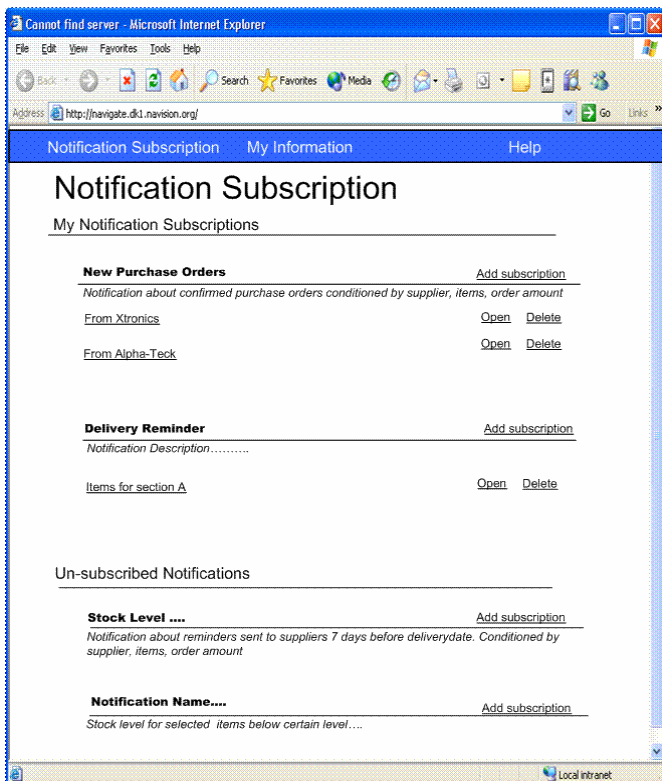 Cannot find server - Microsoft Internet Explorer
File Edit View Favorites Tools Help
Back Search Favorites Media
Address http://navigate.dk1.navision.org/ Go Links »
Notification Subscription My Information Help
Notification Subscription
My Notification Subscriptions
New Purchase Orders Add subscription
Notification about confirmed purchase orders conditioned by supplier, items, order amount
From Xtronics Open Delete
From Alpha-Teck Open Delete
Delivery Reminder Add subscription
Notification Description……….
Items for section A Open Delete
Un-subscribed Notifications
Stock Level .... Add subscription
Notification about reminders sent to suppliers 7 days before deliverydate. Conditioned by
supplier, items, order amount
Notification Name.... Add subscription
Stock level for selected items below certain level….
Local intranet